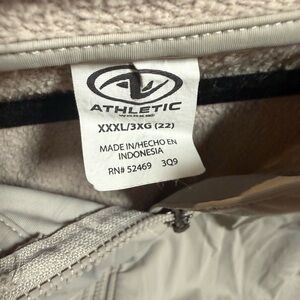 ATHLETIC
WORKS
XXXL/3XG (22)
MADE IN/HECHO EN
INDONESIA
RN# 52469 3Q9